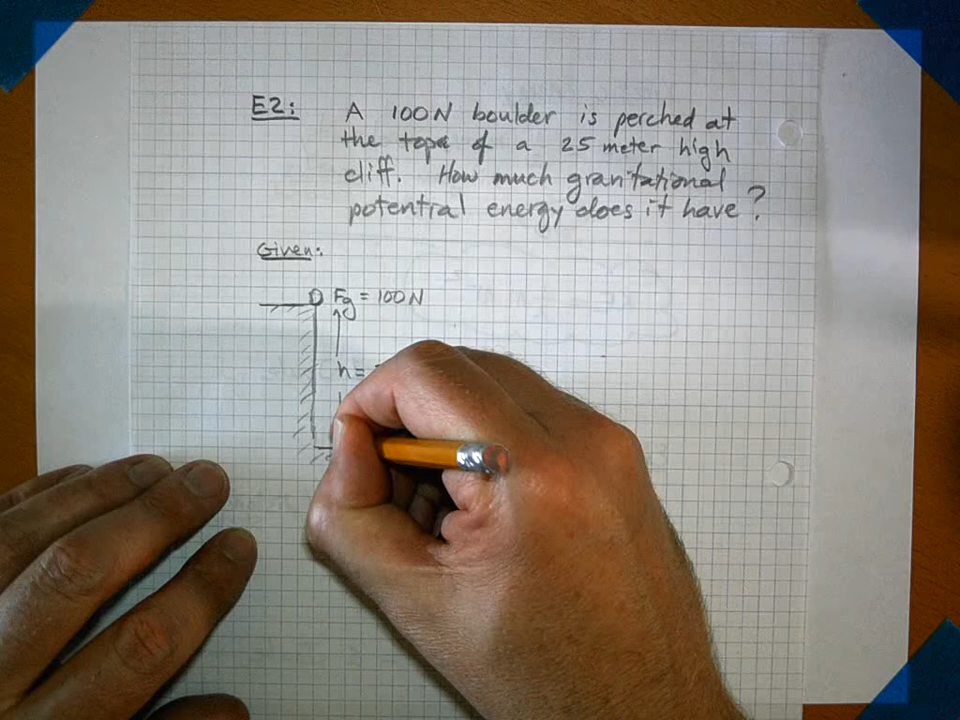 E2: A 100N boulder is perched at
the top of a 25 meter high
cliff. How much gravitational
potential energy does it have?
Given:
Fg = 100N
h =